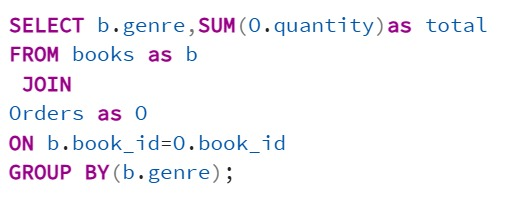 SELECT b.genre,SUM(O.quantity)as total
FROM books as b
JOIN
Orders as O
ON b.book_id=O.book_id
GROUP BY(b.genre);